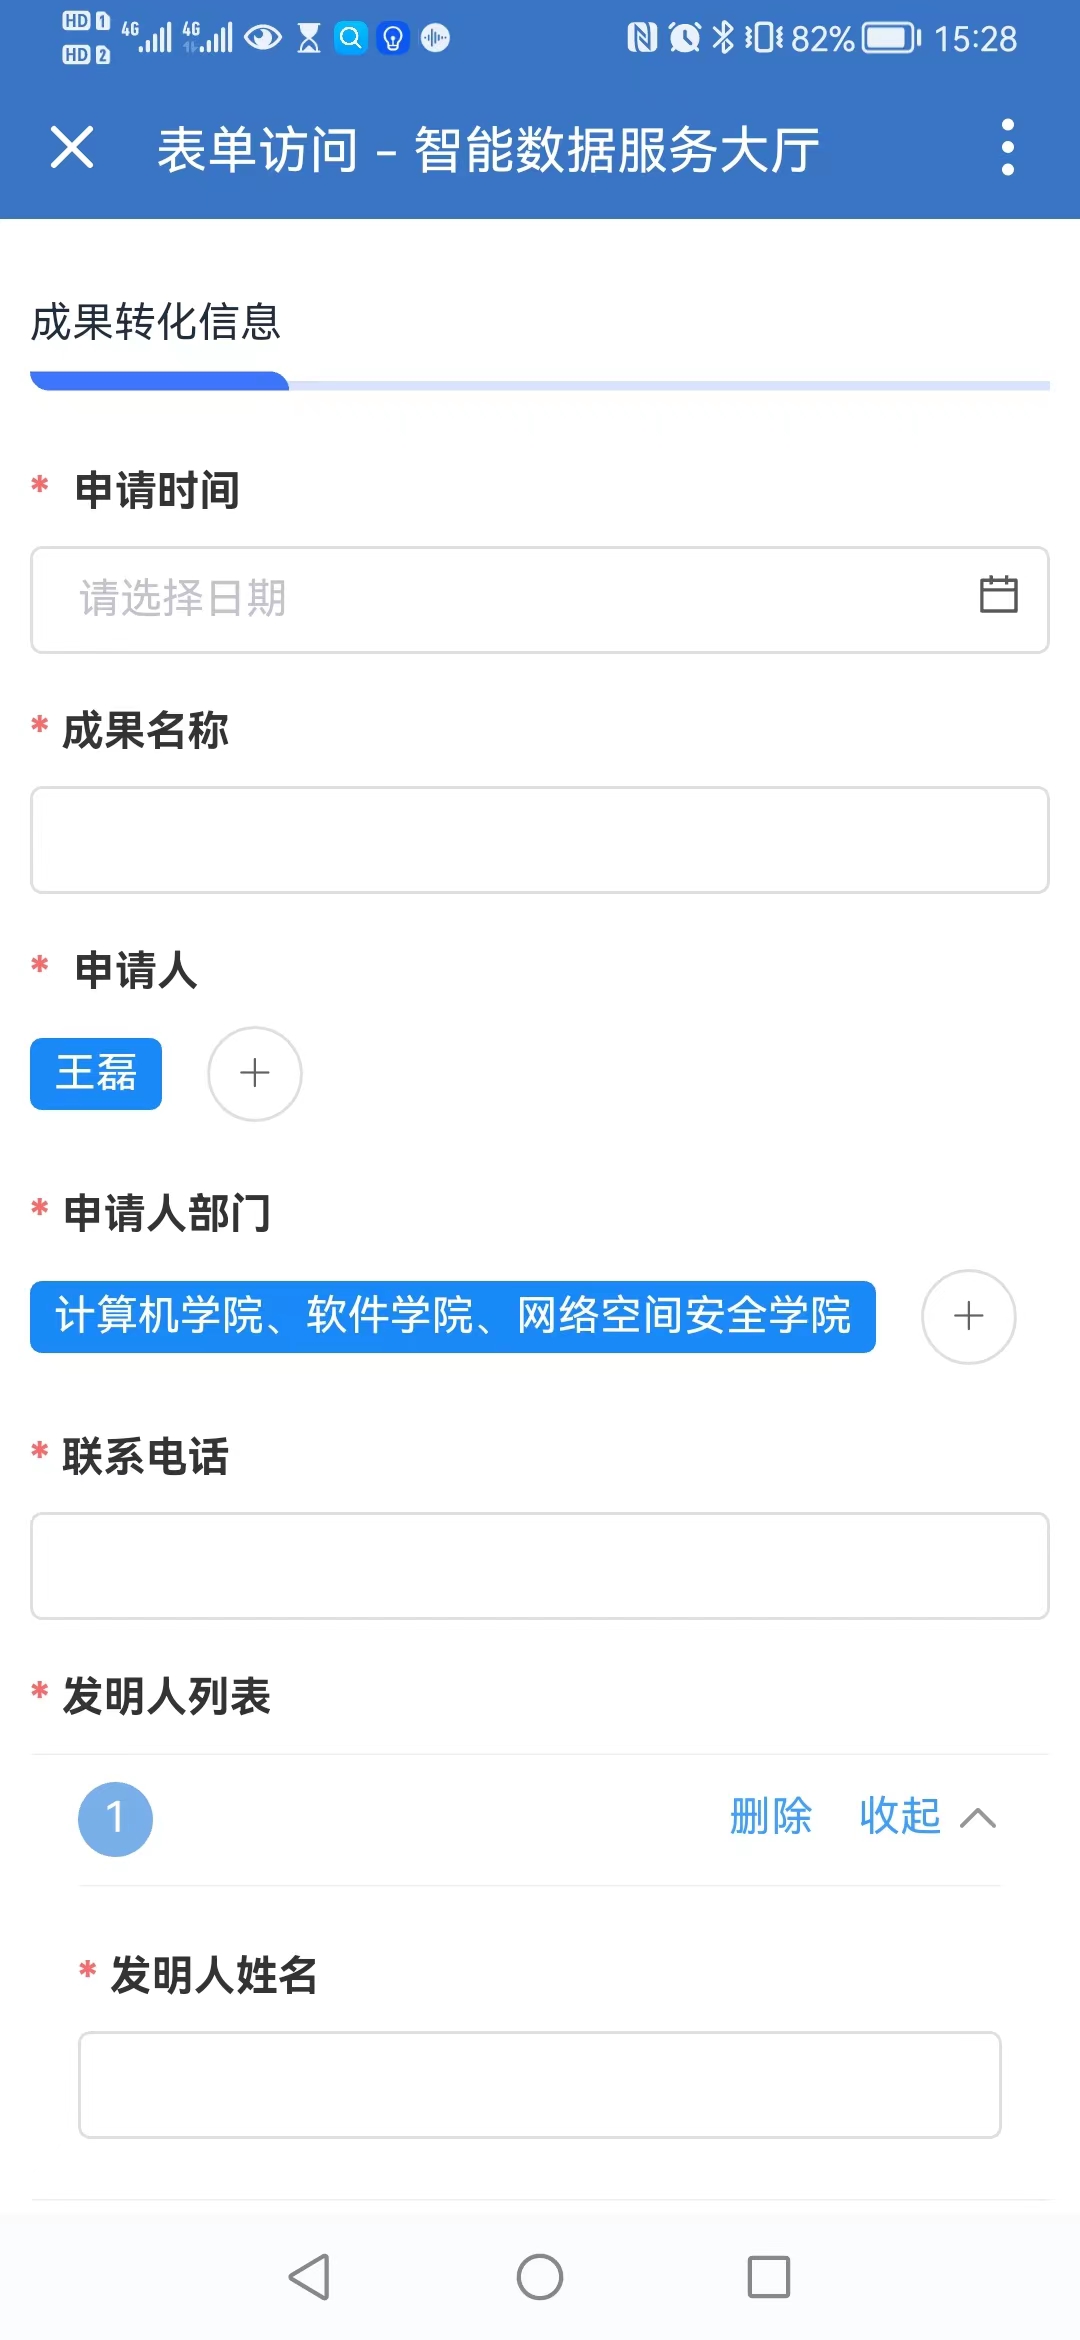 HD 1 4G 4G 82% 15:28
HD 2
表单访问 - 智能数据服务大厅
成果转化信息
* 申请时间
请选择日期
* 成果名称
* 申请人
王磊
* 申请人部门
计算机学院、软件学院、网络空间安全学院
* 联系电话
* 发明人列表
1 删除 收起
* 发明人姓名